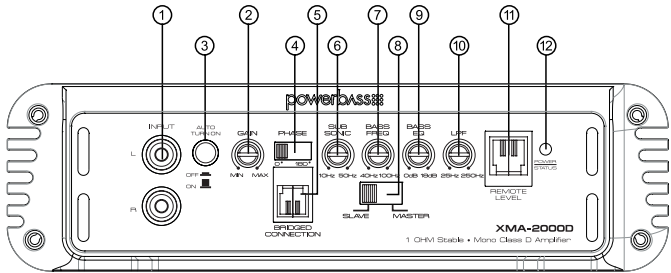 1 3 2 4 5 6 7 8 9 10 11 12
powerbass
INPUT
L
R
AUTO
TURN ON
OFF
ON
GAIN
MIN MAX
PHASE
0° 180°
BRIDGED
CONNECTION
SUB
SONIC
10Hz 50Hz
BASS
FREQ
40Hz 100Hz
BASS
EQ
0dB 18dB
LPF
25Hz 250Hz
SLAVE MASTER
REMOTE
LEVEL
POWER
STATUS
XMA-2000D
1 OHM Stable • Mono Class D Amplifier